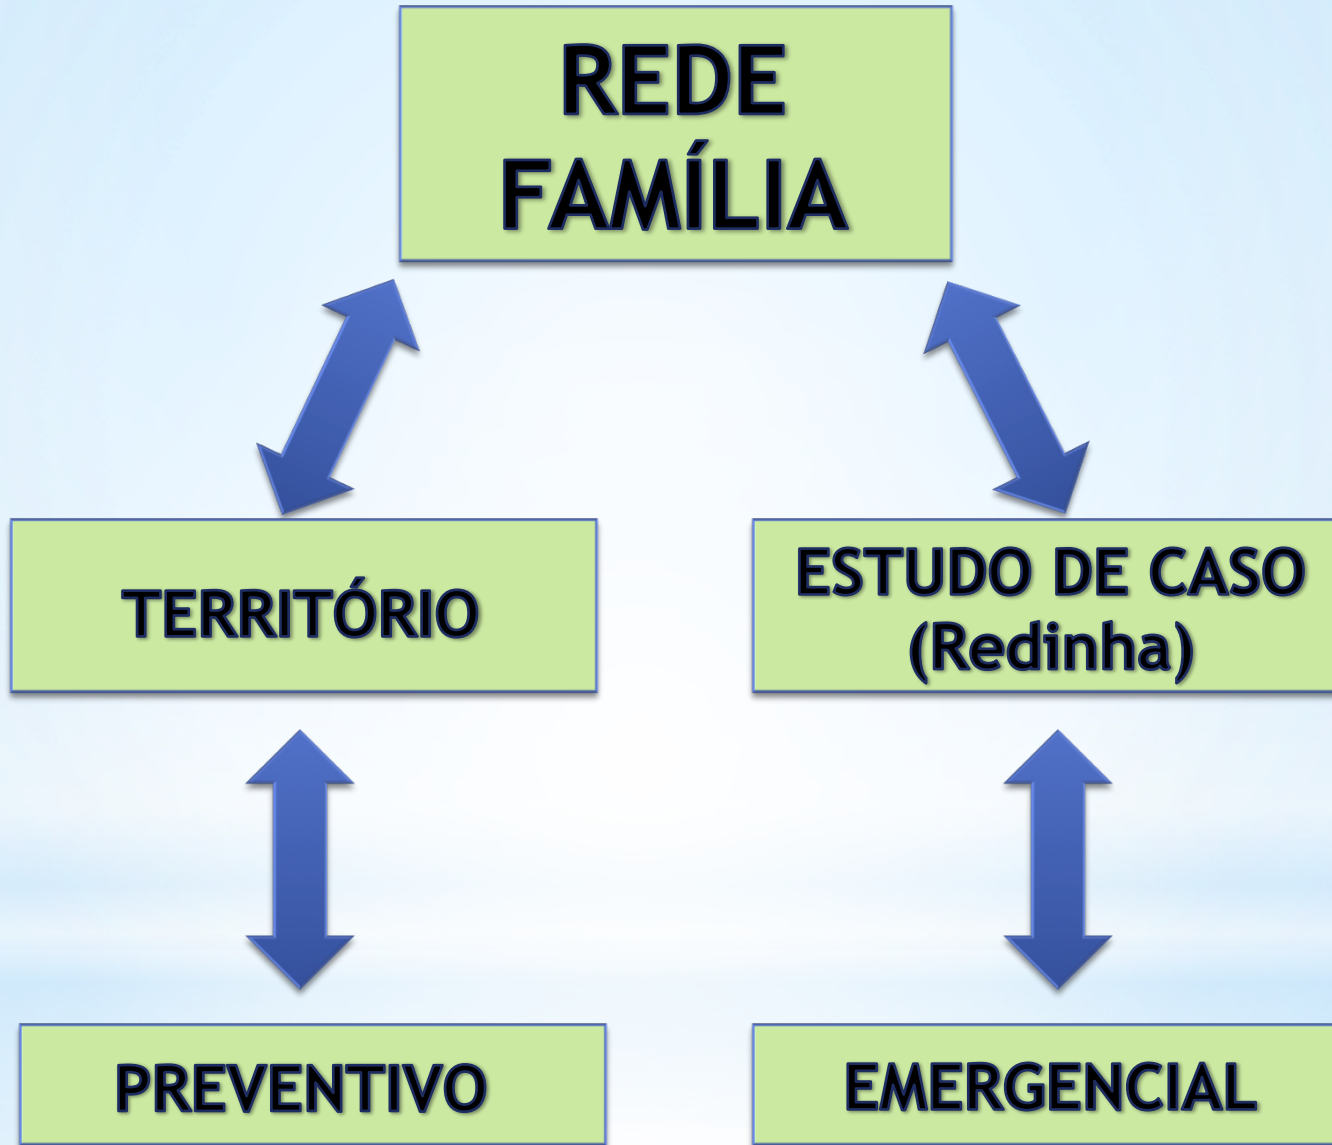 REDE
FAMÍLIA
TERRITÓRIO
ESTUDO DE CASO
(Redinha)
PREVENTIVO
EMERGENCIAL